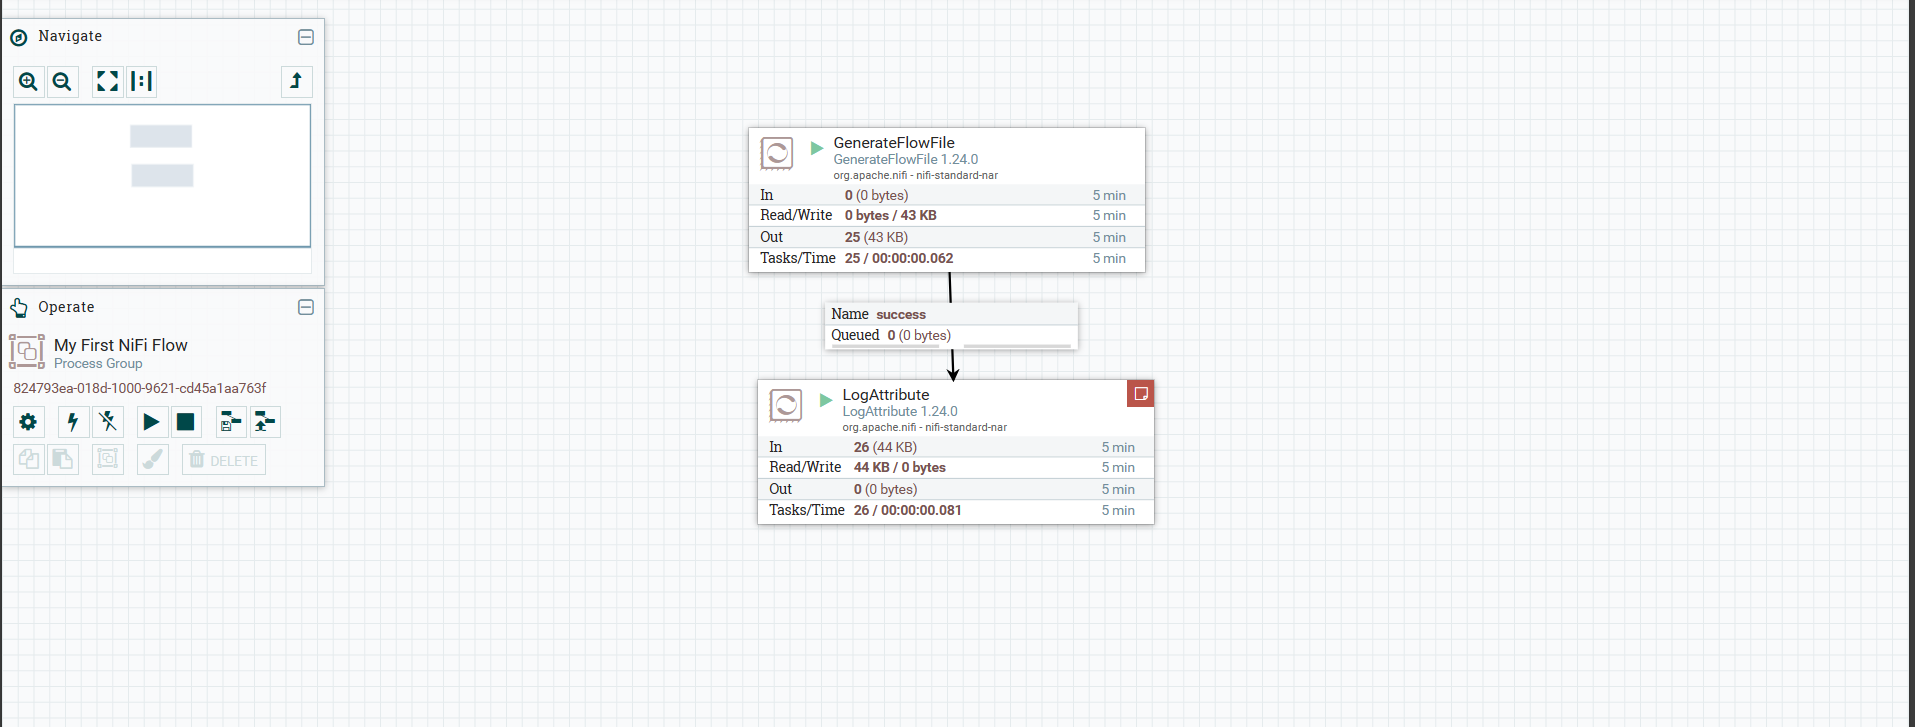 Navigate
Operate
My First NiFi Flow
Process Group
824793ea-018d-1000-9621-cd45a1aa763f
DELETE
GenerateFlowFile
GenerateFlowFile 1.24.0
org.apache.nifi - nifi-standard-nar
In 0 (0 bytes) 5 min
Read/Write 0 bytes / 43 KB 5 min
Out 25 (43 KB) 5 min
Tasks/Time 25 / 00:00:00.062 5 min
Name success
Queued 0 (0 bytes)
LogAttribute
LogAttribute 1.24.0
org.apache.nifi - nifi-standard-nar
In 26 (44 KB) 5 min
Read/Write 44 KB / 0 bytes 5 min
Out 0 (0 bytes) 5 min
Tasks/Time 26 / 00:00:00.081 5 min